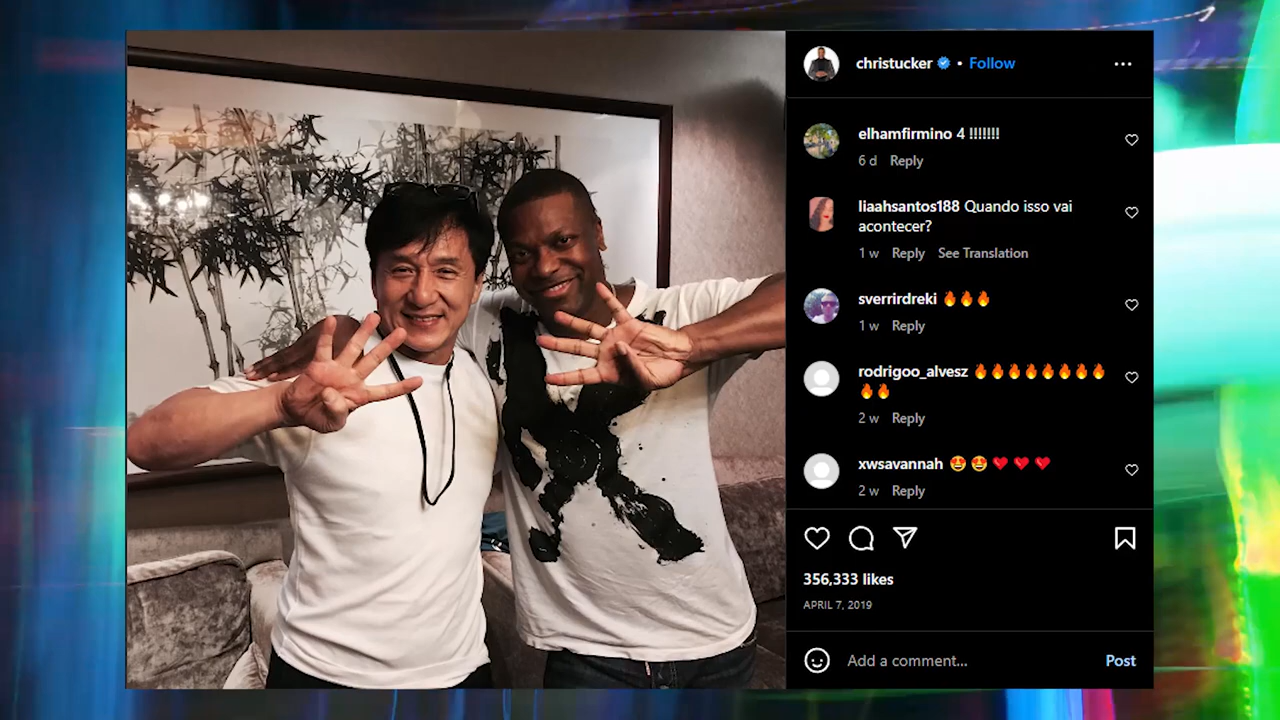 christucker • Follow
elhamfirmino 4 !!!!!!!
6 d Reply
liaahsantos188 Quando isso vai
acontecer?
1 w Reply See Translation
sverrirdreki 🔥🔥🔥
1 w Reply
rodrigoo_alvesz 🔥🔥🔥🔥🔥🔥🔥🔥
🔥🔥
2 w Reply
xwsavannah 😍😍❤️❤️❤️
2 w Reply
356,333 likes
APRIL 7, 2019
Add a comment... Post